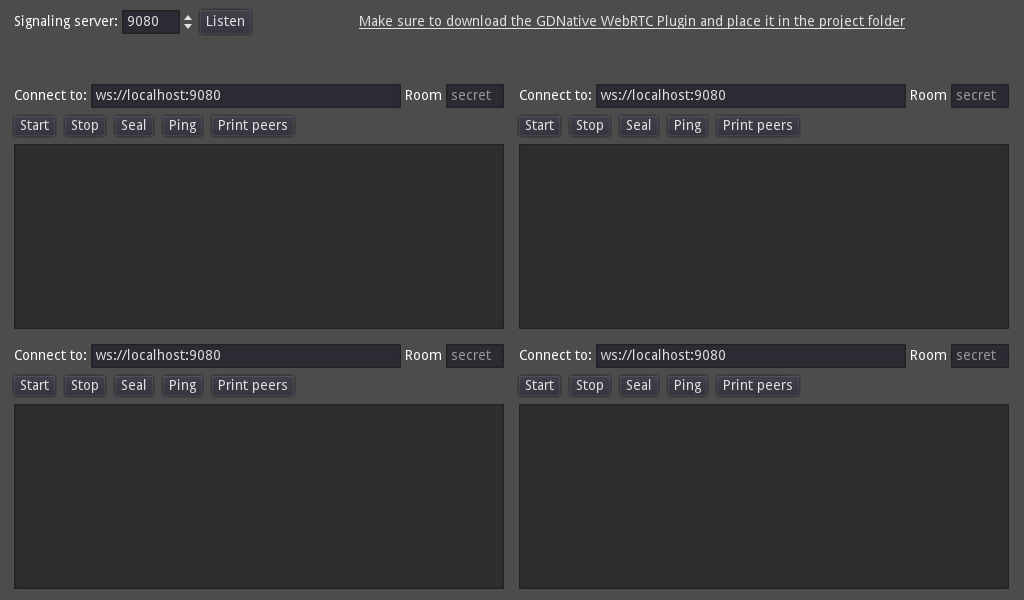 Signaling server: 9080 Listen Make sure to download the GDNative WebRTC Plugin and place it in the project folder
Connect to: ws://localhost:9080 Room secret Connect to: ws://localhost:9080 Room secret
Start Stop Seal Ping Print peers Start Stop Seal Ping Print peers
Connect to: ws://localhost:9080 Room secret Connect to: ws://localhost:9080 Room secret
Start Stop Seal Ping Print peers Start Stop Seal Ping Print peers